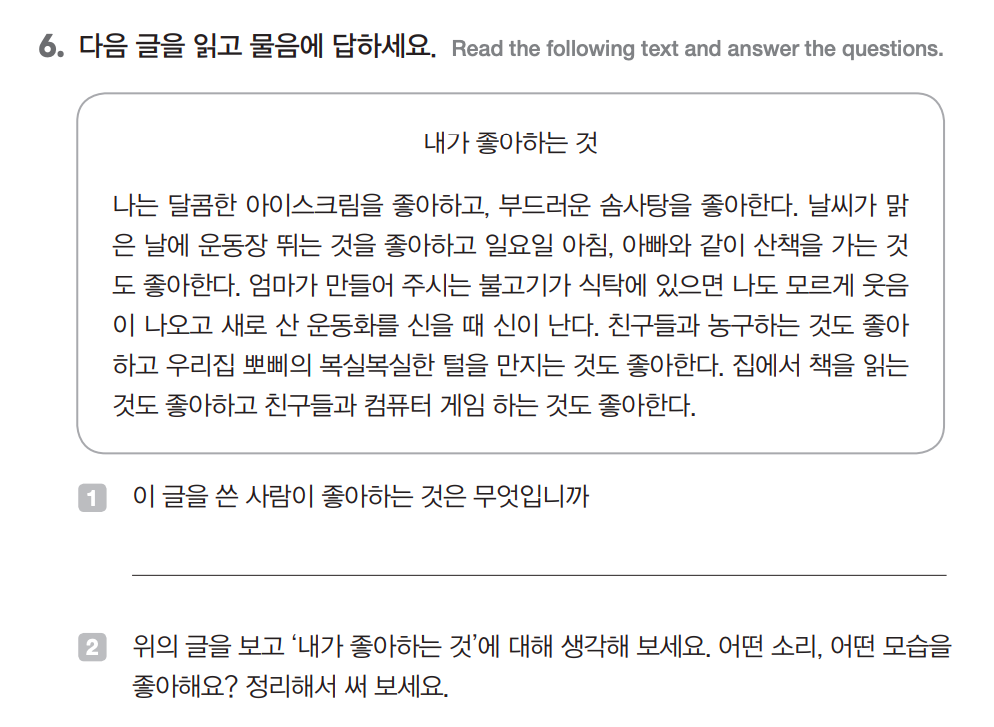 6. 다음 글을 읽고 물음에 답하세요. Read the following text and answer the questions.
내가 좋아하는 것
나는 달콤한 아이스크림을 좋아하고, 부드러운 솜사탕을 좋아한다. 날씨가 맑
은 날에 운동장 뛰는 것을 좋아하고 일요일 아침, 아빠와 같이 산책을 가는 것
도 좋아한다. 엄마가 만들어 주시는 불고기가 식탁에 있으면 나도 모르게 웃음
이 나오고 새로 산 운동화를 신을 때 신이 난다. 친구들과 농구하는 것도 좋아
하고 우리집 뽀삐의 복실복실한 털을 만지는 것도 좋아한다. 집에서 책을 읽는
것도 좋아하고 친구들과 컴퓨터 게임 하는 것도 좋아한다.
1 이 글을 쓴 사람이 좋아하는 것은 무엇입니까
2 위의 글을 보고 ‘내가 좋아하는 것’에 대해 생각해 보세요. 어떤 소리, 어떤 모습을
좋아해요? 정리해서 써 보세요.